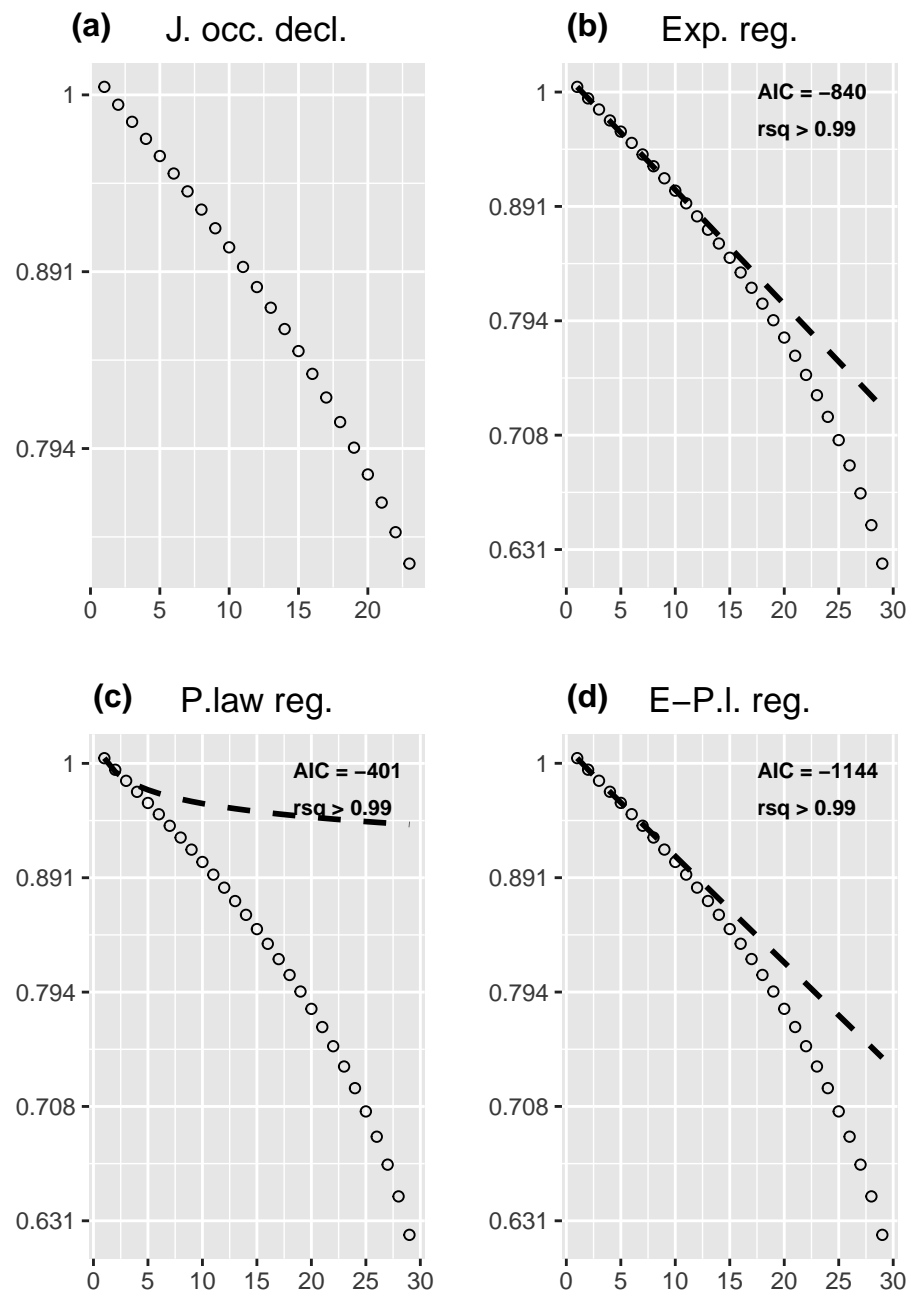 (a) J. occ. decl.
1
0.891
0.794
0 5 10 15 20
(b) Exp. reg.
AIC = −840
rsq > 0.99
1
0.891
0.794
0.708
0.631
0 5 10 15 20 25 30
(c) P.law reg.
AIC = −401
rsq > 0.99
1
0.891
0.794
0.708
0.631
0 5 10 15 20 25 30
(d) E−P.l. reg.
AIC = −1144
rsq > 0.99
1
0.891
0.794
0.708
0.631
0 5 10 15 20 25 30